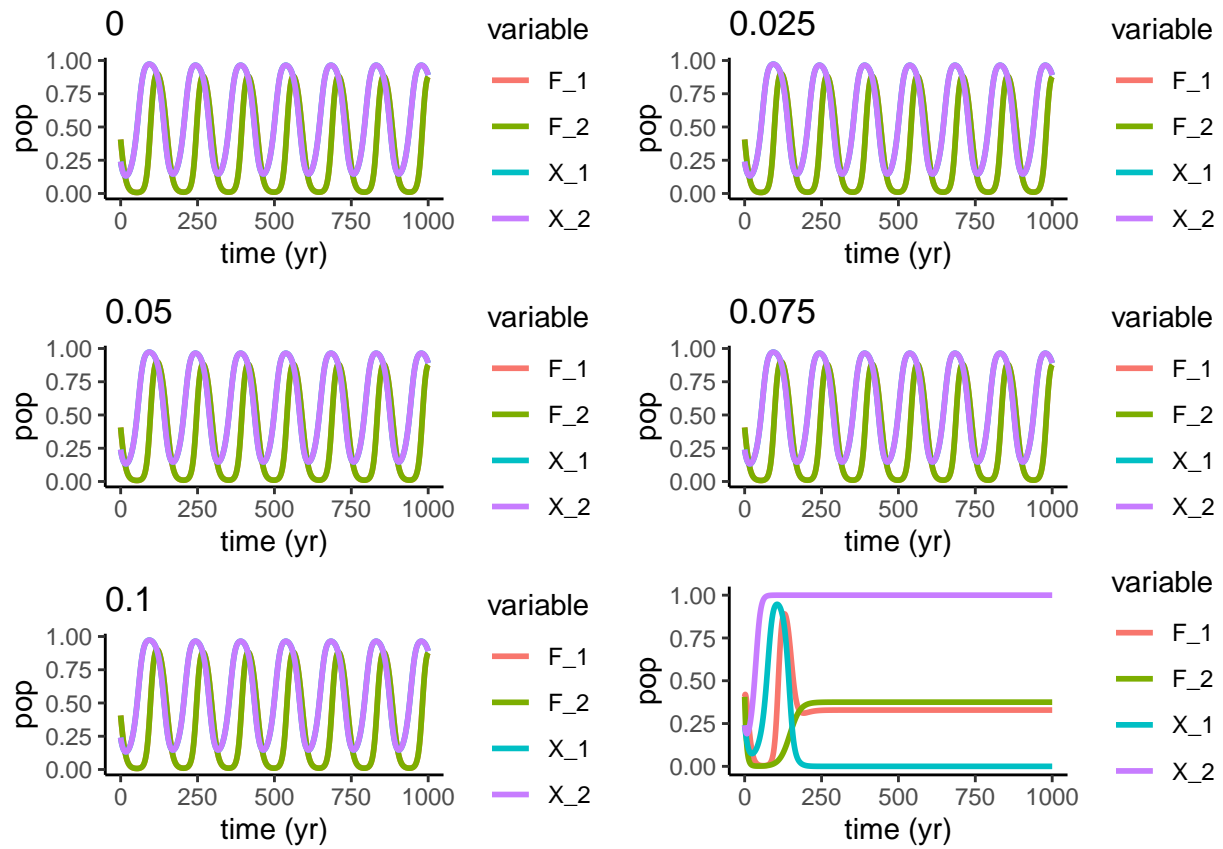 0
variable
1.00
0.75
0.50
0.25
0.00
pop
0 250 500 750 1000
time (yr)
F_1
F_2
X_1
X_2
0.025
variable
1.00
0.75
0.50
0.25
0.00
pop
0 250 500 750 1000
time (yr)
F_1
F_2
X_1
X_2
0.05
variable
1.00
0.75
0.50
0.25
0.00
pop
0 250 500 750 1000
time (yr)
F_1
F_2
X_1
X_2
0.075
variable
1.00
0.75
0.50
0.25
0.00
pop
0 250 500 750 1000
time (yr)
F_1
F_2
X_1
X_2
0.1
variable
1.00
0.75
0.50
0.25
0.00
pop
0 250 500 750 1000
time (yr)
F_1
F_2
X_1
X_2
variable
1.00
0.75
0.50
0.25
0.00
pop
0 250 500 750 1000
time (yr)
F_1
F_2
X_1
X_2